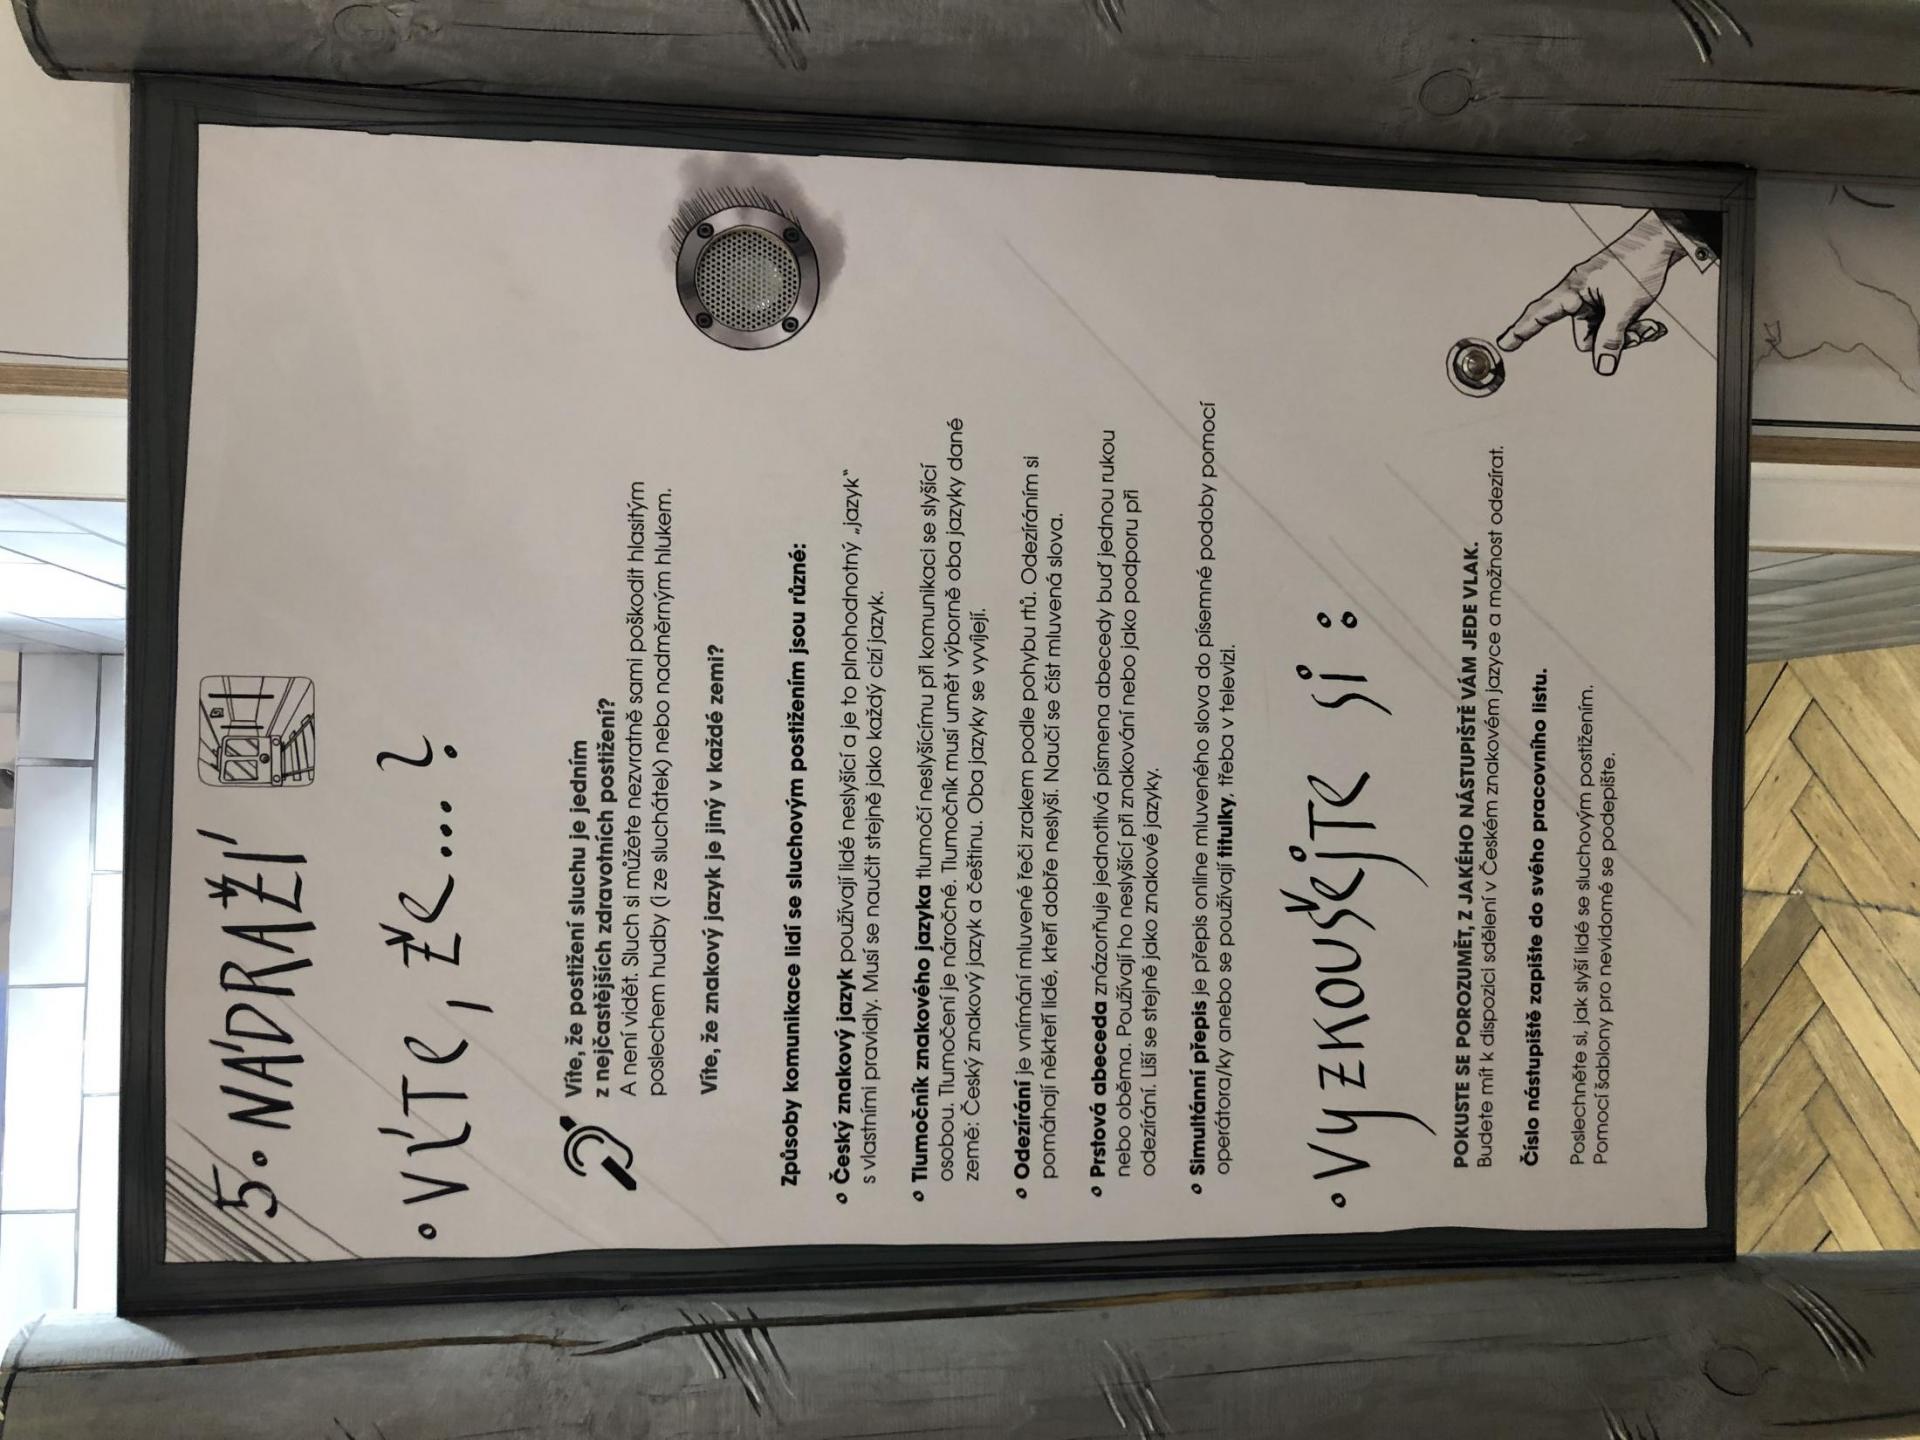 5. NÁDRAŽÍ
• VÍTE, ŽE...?
Víte, že postižení sluchu je jedním
z nejčastějších zdravotních postižení?
A není vidět. Sluch si můžete nezvratně sami poškodit hlasitým
poslechem hudby (i ze sluchátek) nebo nadměrným hlukem.
Víte, že znakový jazyk je jiný v každé zemi?
Způsoby komunikace lidí se sluchovým postižením jsou různé:
• Český znakový jazyk používají lidé neslyšící a je to plnohodnotný „jazyk“
s vlastními pravidly. Musí se naučit stejně jako každý cizí jazyk.
• Tlumočník znakového jazyka tlumočí neslyšícímu při komunikaci se slyšící
osobou. Tlumočení je náročné. Tlumočník musí umět výborně oba jazyky dané
země: Český znakový jazyk a češtinu. Oba jazyky se vyvíjejí.
• Odezírání je vnímání mluvené řeči zrakem podle pohybu rtů. Odezíráním si
pomáhají někteří lidé, kteří dobře neslyší. Naučí se číst mluvená slova.
• Prstová abeceda znázorňuje jednotlivá písmena abecedy buď jednou rukou
nebo oběma. Používají ho neslyšící při znakování nebo jako podporu při
odezírání. Liší se stejně jako znakové jazyky.
• Simultánní přepis je přepis online mluveného slova do písemné podoby pomocí
operátora/ky anebo se používají titulky, třeba v televizi.
• VYZKOUŠEJTE SI:
POKUSTE SE POROZUMĚT, Z JAKÉHO NÁSTUPIŠTĚ VÁM JEDE VLAK.
Budete mít k dispozici sdělení v Českém znakovém jazyce a možnost odezírat.
Číslo nástupiště zapište do svého pracovního listu.
Poslechněte si, jak slyší lidé se sluchovým postižením.
Pomocí šablony pro nevidomé se podepište.